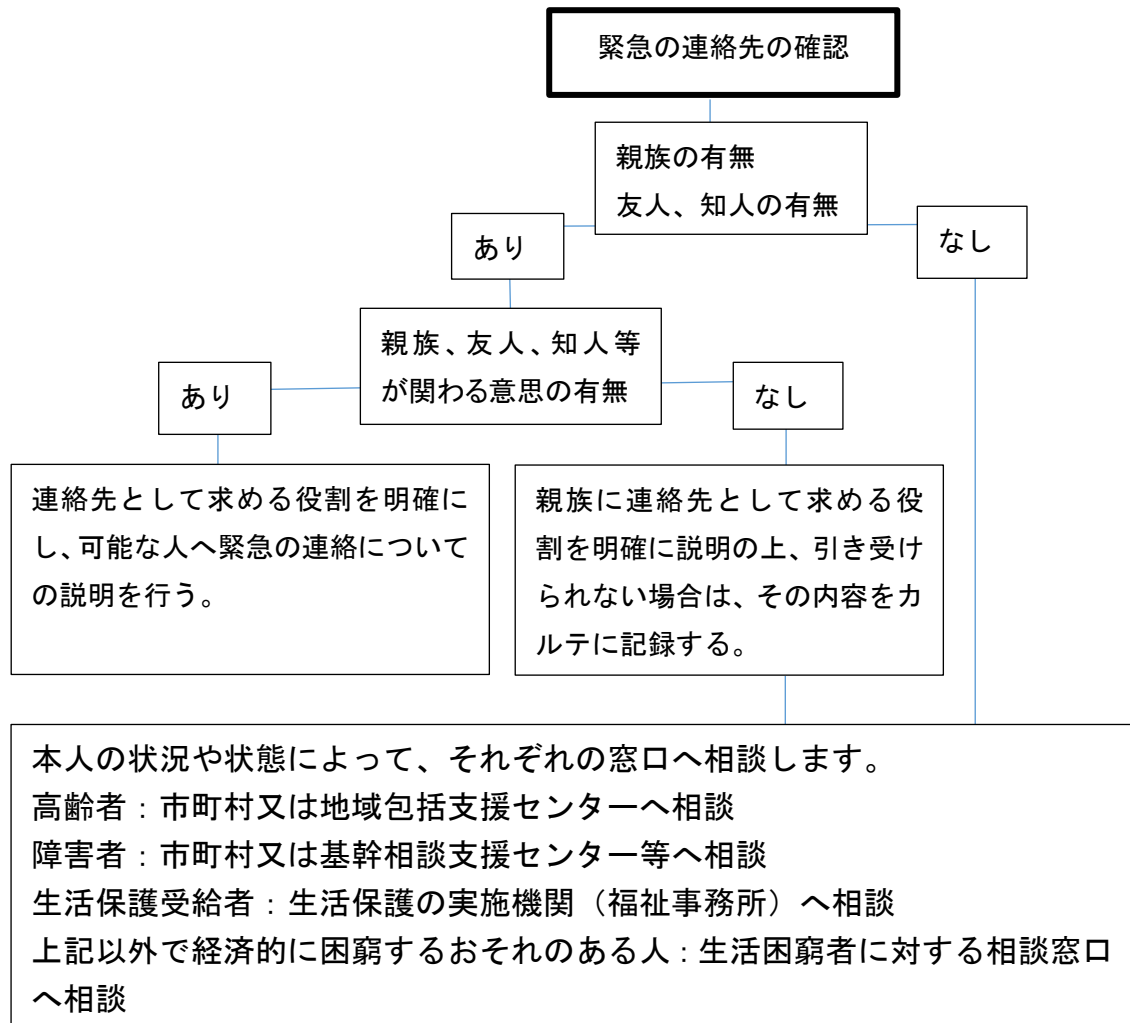 緊急の連絡先の確認
親族の有無
友人、知人の有無
あり
なし
親族、友人、知人等
が関わる意思の有無
あり
なし
連絡先として求める役割を明確に
し、可能な人へ緊急の連絡について
の説明を行う。
親族に連絡先として求める役
割を明確に説明の上、引き受け
られない場合は、その内容をカ
ルテに記録する。
本人の状況や状態によって、それぞれの窓口へ相談します。
高齢者：市町村又は地域包括支援センターへ相談
障害者：市町村又は基幹相談支援センター等へ相談
生活保護受給者：生活保護の実施機関（福祉事務所）へ相談
上記以外で経済的に困窮するおそれのある人：生活困窮者に対する相談窓口
へ相談